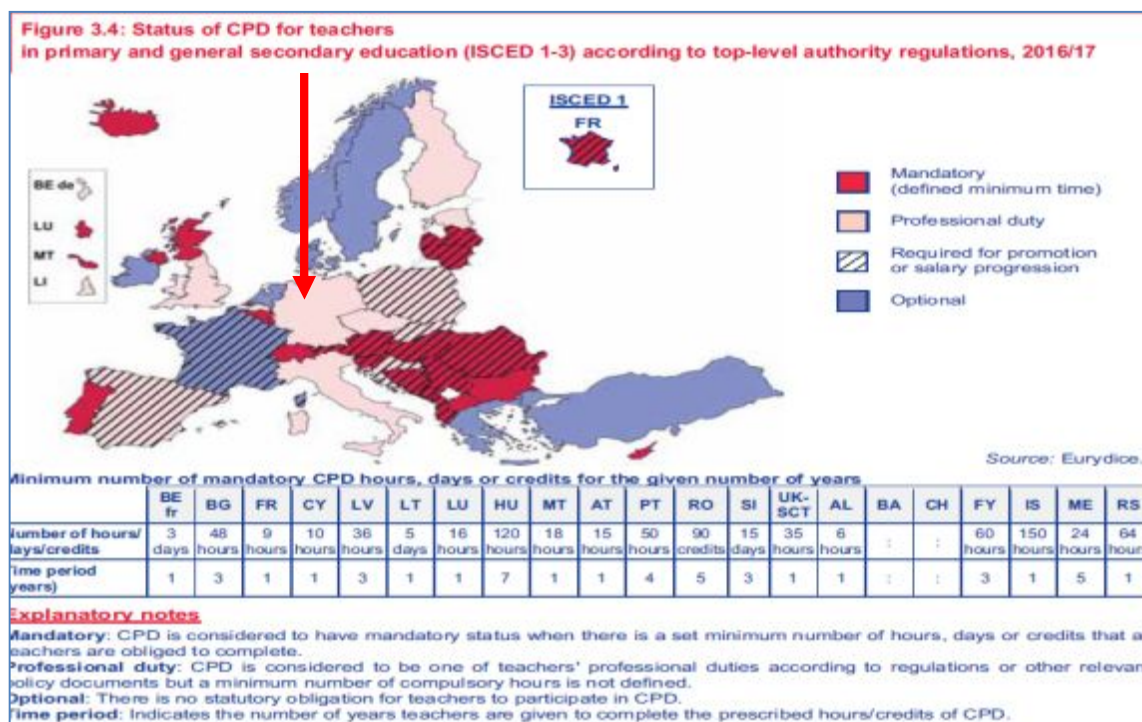 Figure 3.4: Status of CPD for teachers
in primary and general secondary education (ISCED 1-3) according to top-level authority regulations, 2016/17
ISCED 1
FR
BE de
LU
MT
LI
Mandatory
(defined minimum time)
Professional duty
Required for promotion
or salary progression
Optional
Source: Eurydice.
Minimum number of mandatory CPD hours, days or credits for the given number of years
BE fr BG FR CY LV LT LU HU MT AT PT RO SI UK-SCT AL BA CH FY IS ME RS
Number of hours/ 3 48 9 10 36 5 16 120 18 15 50 90 15 35 6 : : 60 150 24 64
days/credits days hours hours hours hours days hours hours hours hours hours credits days hours hours hours hours hours hour
Time period 1 3 1 1 3 1 1 7 1 1 4 5 3 1 1 : : 3 1 5 1
years)
Explanatory notes
Mandatory: CPD is considered to have mandatory status when there is a set minimum number of hours, days or credits that a
teachers are obliged to complete.
Professional duty: CPD is considered to be one of teachers' professional duties according to regulations or other relevan
policy documents but a minimum number of compulsory hours is not defined.
Optional: There is no statutory obligation for teachers to participate in CPD.
Time period: Indicates the number of years teachers are given to complete the prescribed hours/credits of CPD.